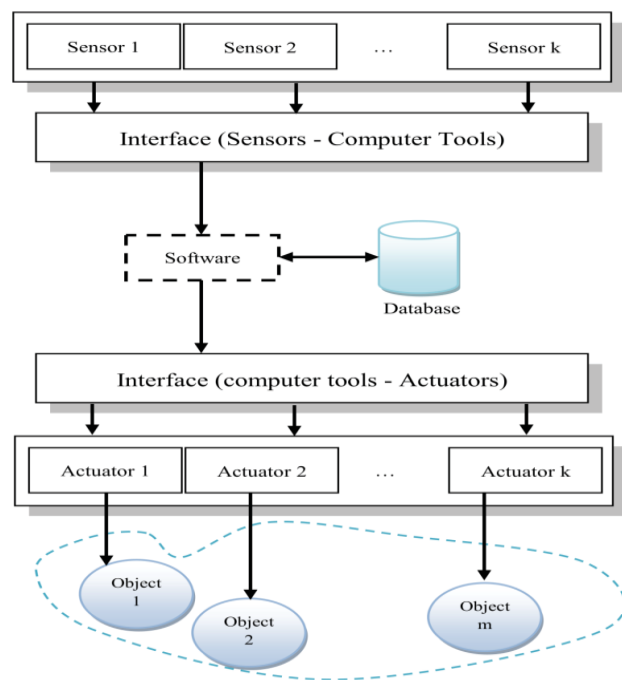 Sensor 1
Sensor 2
...
Sensor k
Interface (Sensors - Computer Tools)
Software
Database
Interface (computer tools - Actuators)
Actuator 1
Actuator 2
...
Actuator k
Object
1
Object
2
Object
m